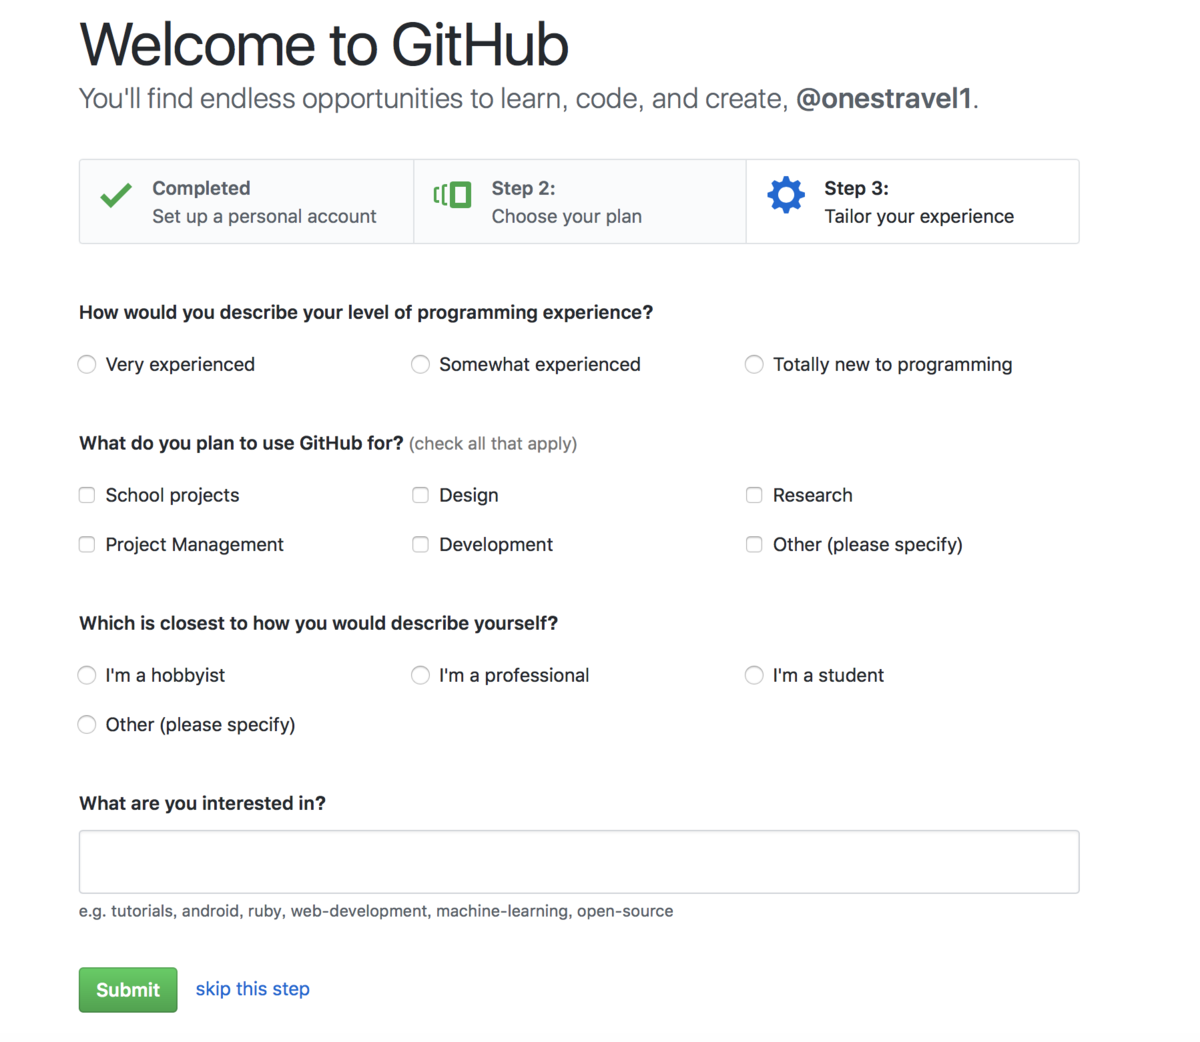 Welcome to GitHub
You'll find endless opportunities to learn, code, and create, @onestravel1.
Completed
Set up a personal account
Step 2:
Choose your plan
Step 3:
Tailor your experience
How would you describe your level of programming experience?
Very experienced
Somewhat experienced
Totally new to programming
What do you plan to use GitHub for? (check all that apply)
School projects
Design
Research
Project Management
Development
Other (please specify)
Which is closest to how you would describe yourself?
I'm a hobbyist
I'm a professional
I'm a student
Other (please specify)
What are you interested in?
e.g. tutorials, android, ruby, web-development, machine-learning, open-source
Submit
skip this step